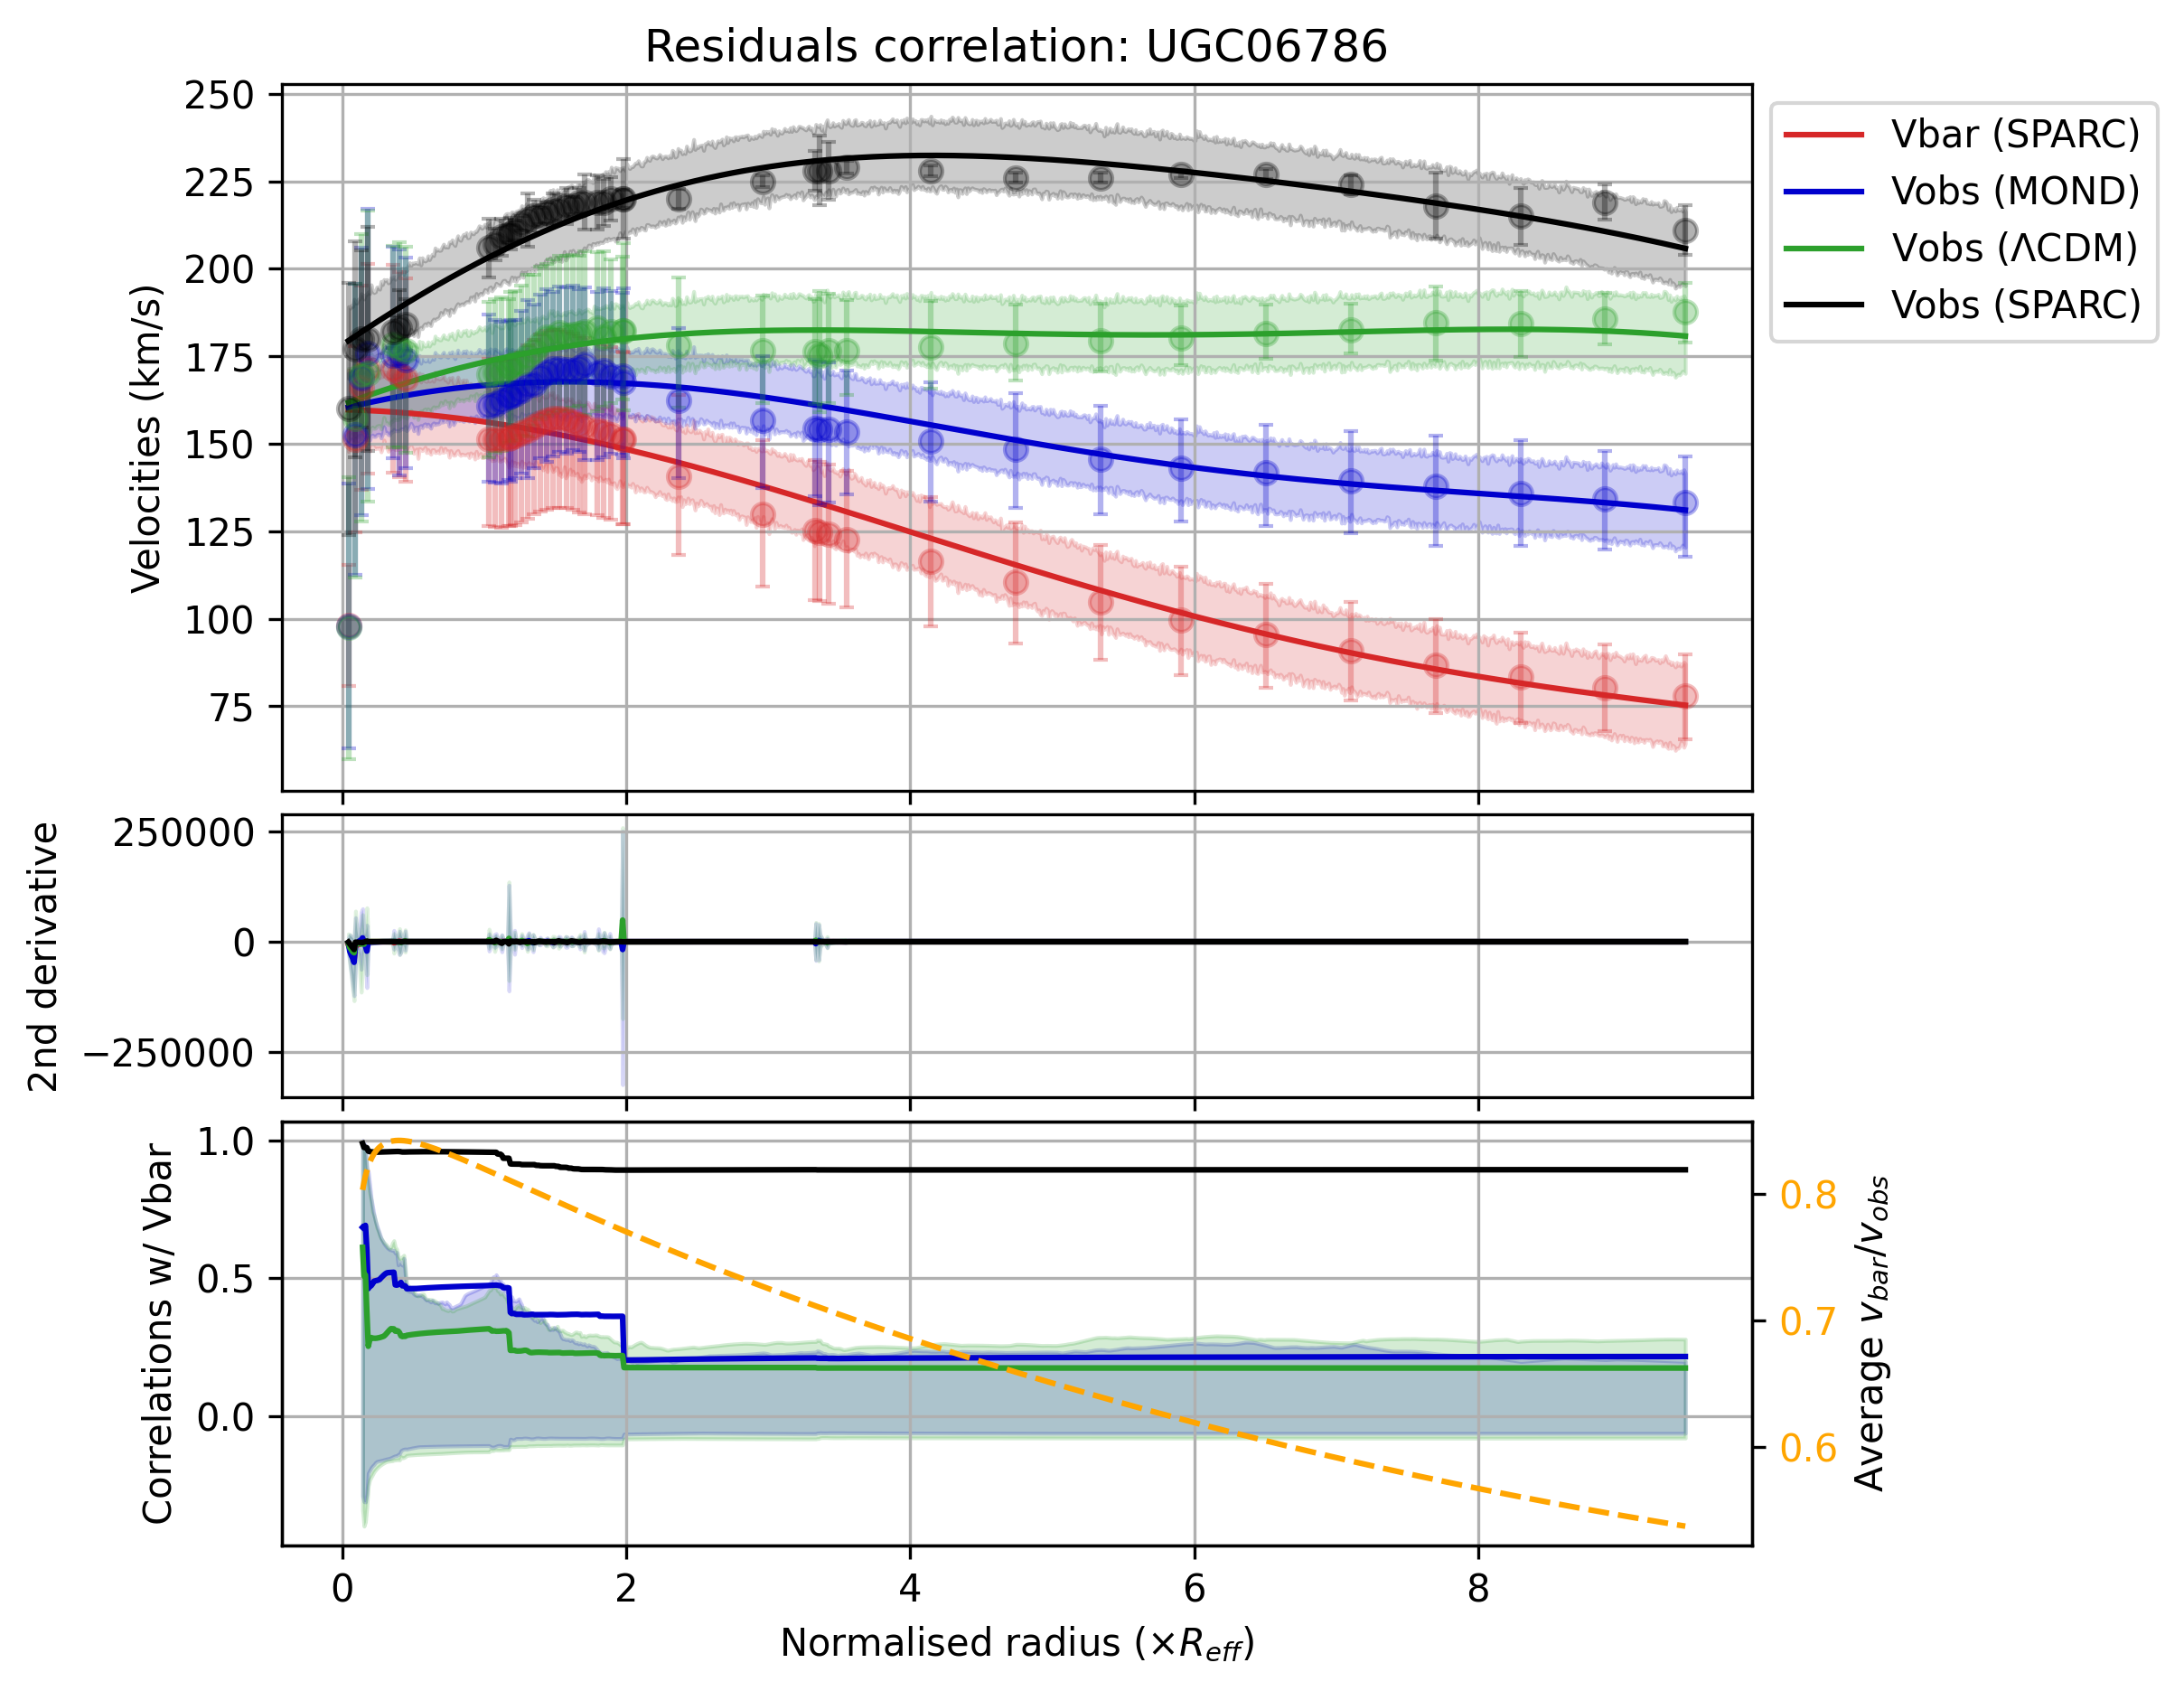 Residuals correlation: UGC06786
250
225
200
175
150
125
100
75
Velocities (km/s)
Vbar (SPARC)
Vobs (MOND)
Vobs (ΛCDM)
Vobs (SPARC)
250000
0
−250000
2nd derivative
1.0
0.5
0.0
Correlations w/ Vbar
0.8
0.7
0.6
Average v_bar/v_obs
0 2 4 6 8
Normalised radius (×R_eff)